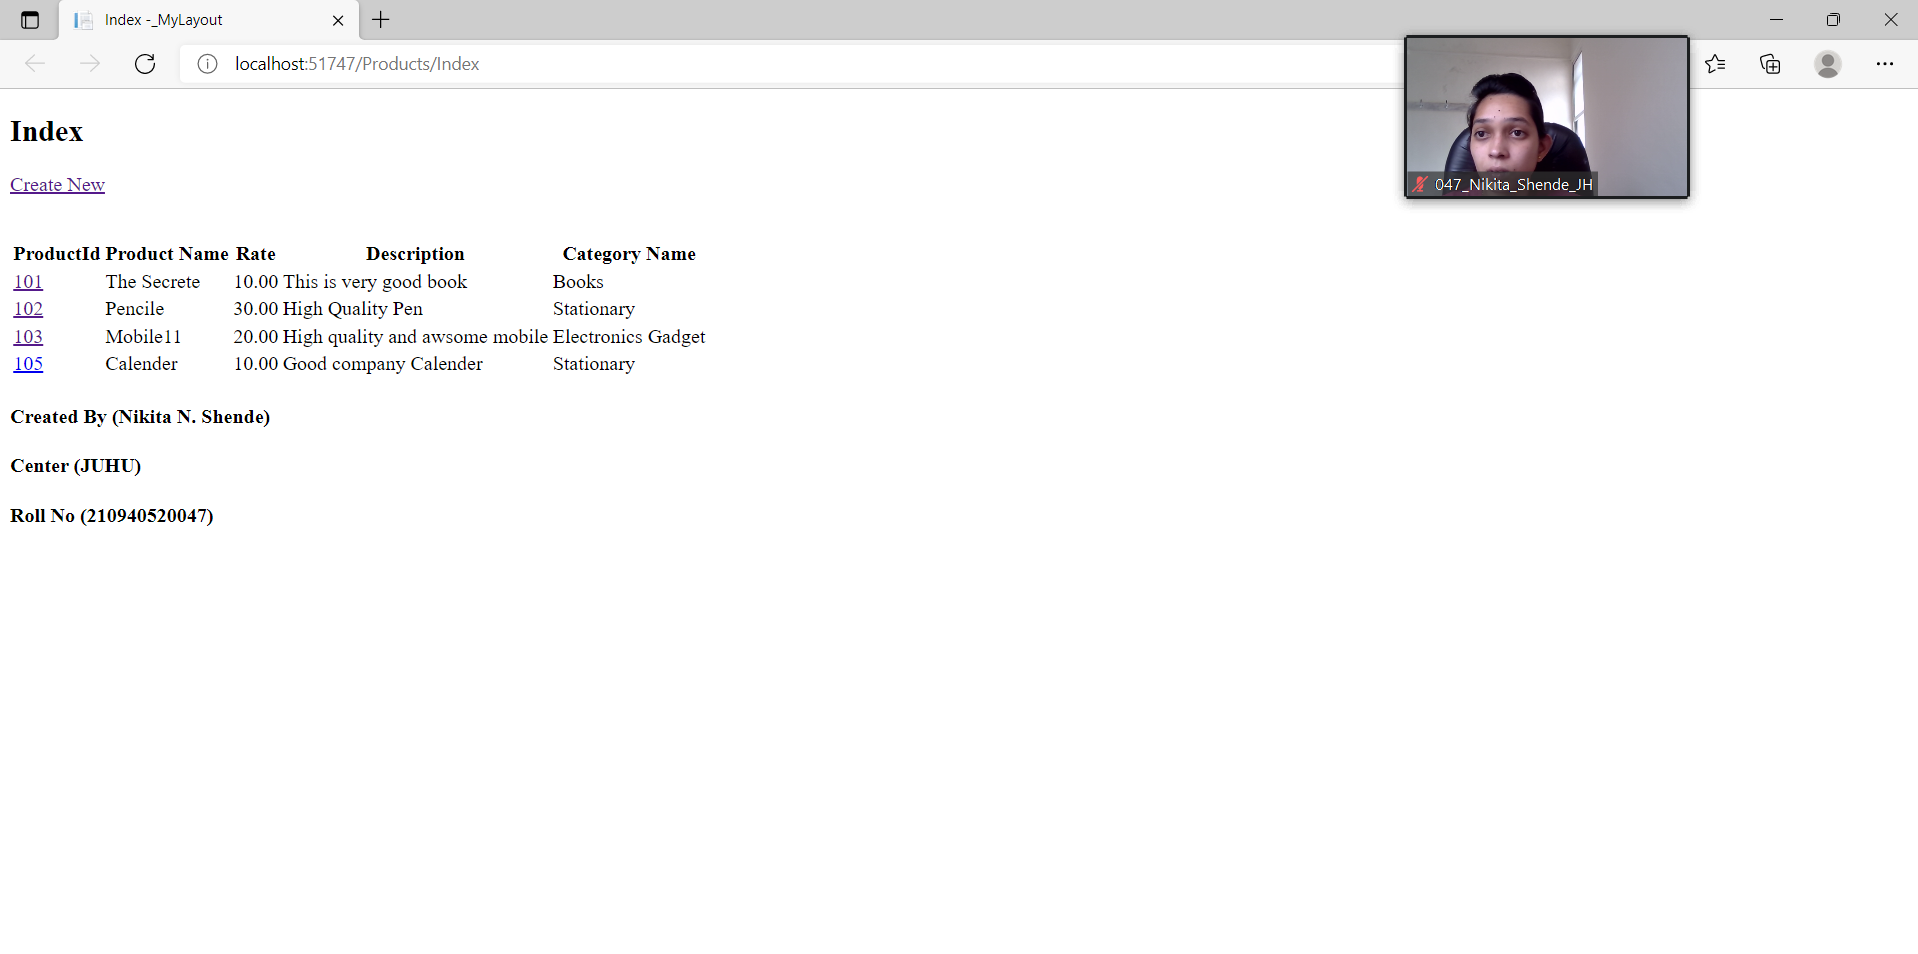 Index -_MyLayout
localhost:51747/Products/Index
047_Nikita_Shende_JH
Index
Create New
ProductId Product Name Rate Description Category Name
101 The Secrete 10.00 This is very good book Books
102 Pencile 30.00 High Quality Pen Stationary
103 Mobile11 20.00 High quality and awsome mobile Electronics Gadget
105 Calender 10.00 Good company Calender Stationary
Created By (Nikita N. Shende)
Center (JUHU)
Roll No (210940520047)